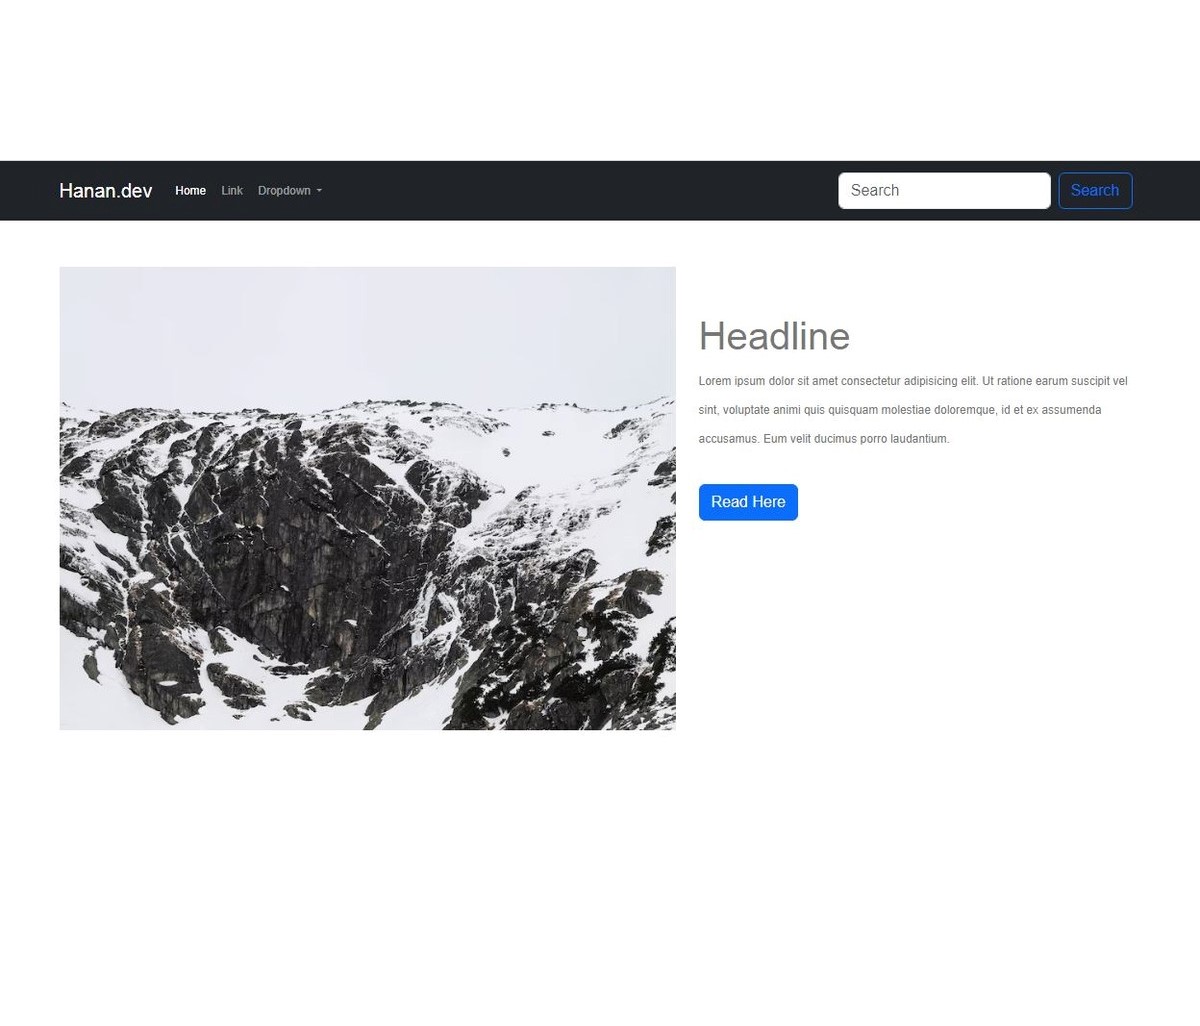 Hanan.dev Home Link Dropdown Search Search
Headline
Lorem ipsum dolor sit amet consectetur adipisicing elit. Ut ratione earum suscipit vel
sint, voluptate animi quis quisquam molestiae doloremque, id et ex assumenda
accusamus. Eum velit ducimus porro laudantium.
Read Here